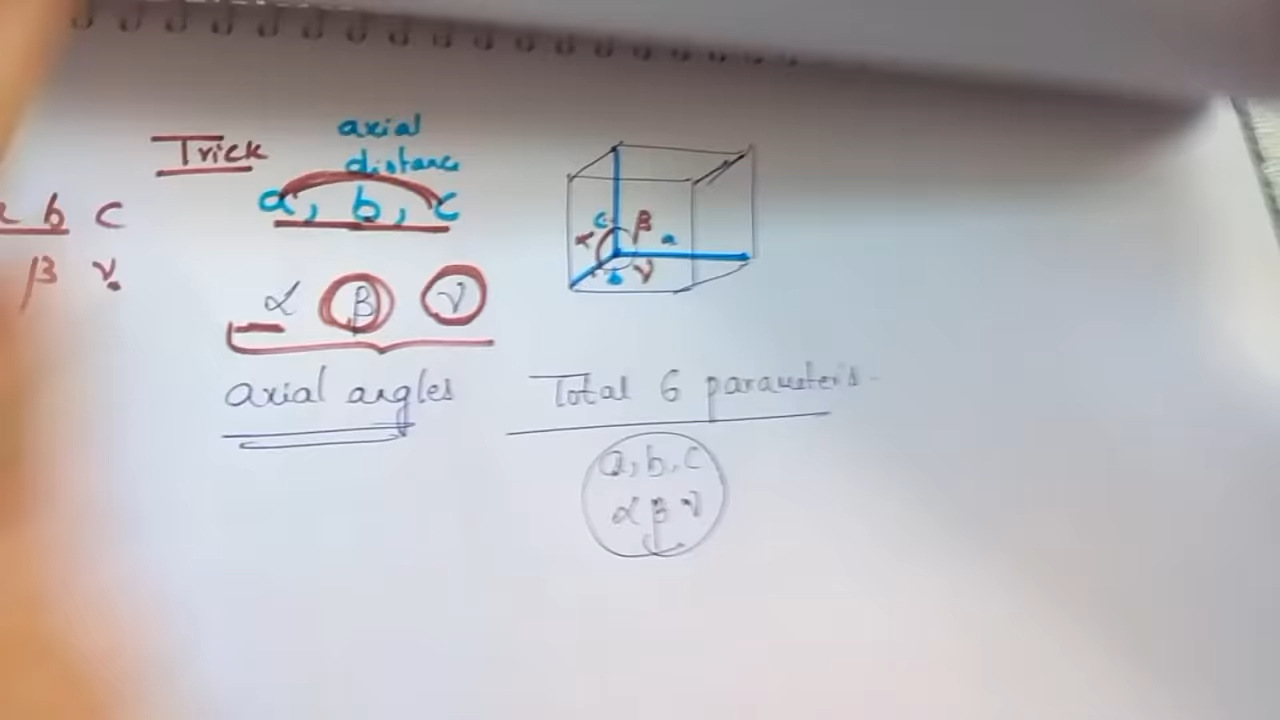 Trick
axial
distance
a, b, c
b c
β γ
α β γ
axial angles
c β a
α
b γ
Total 6 parameters
a, b, c
α β γ